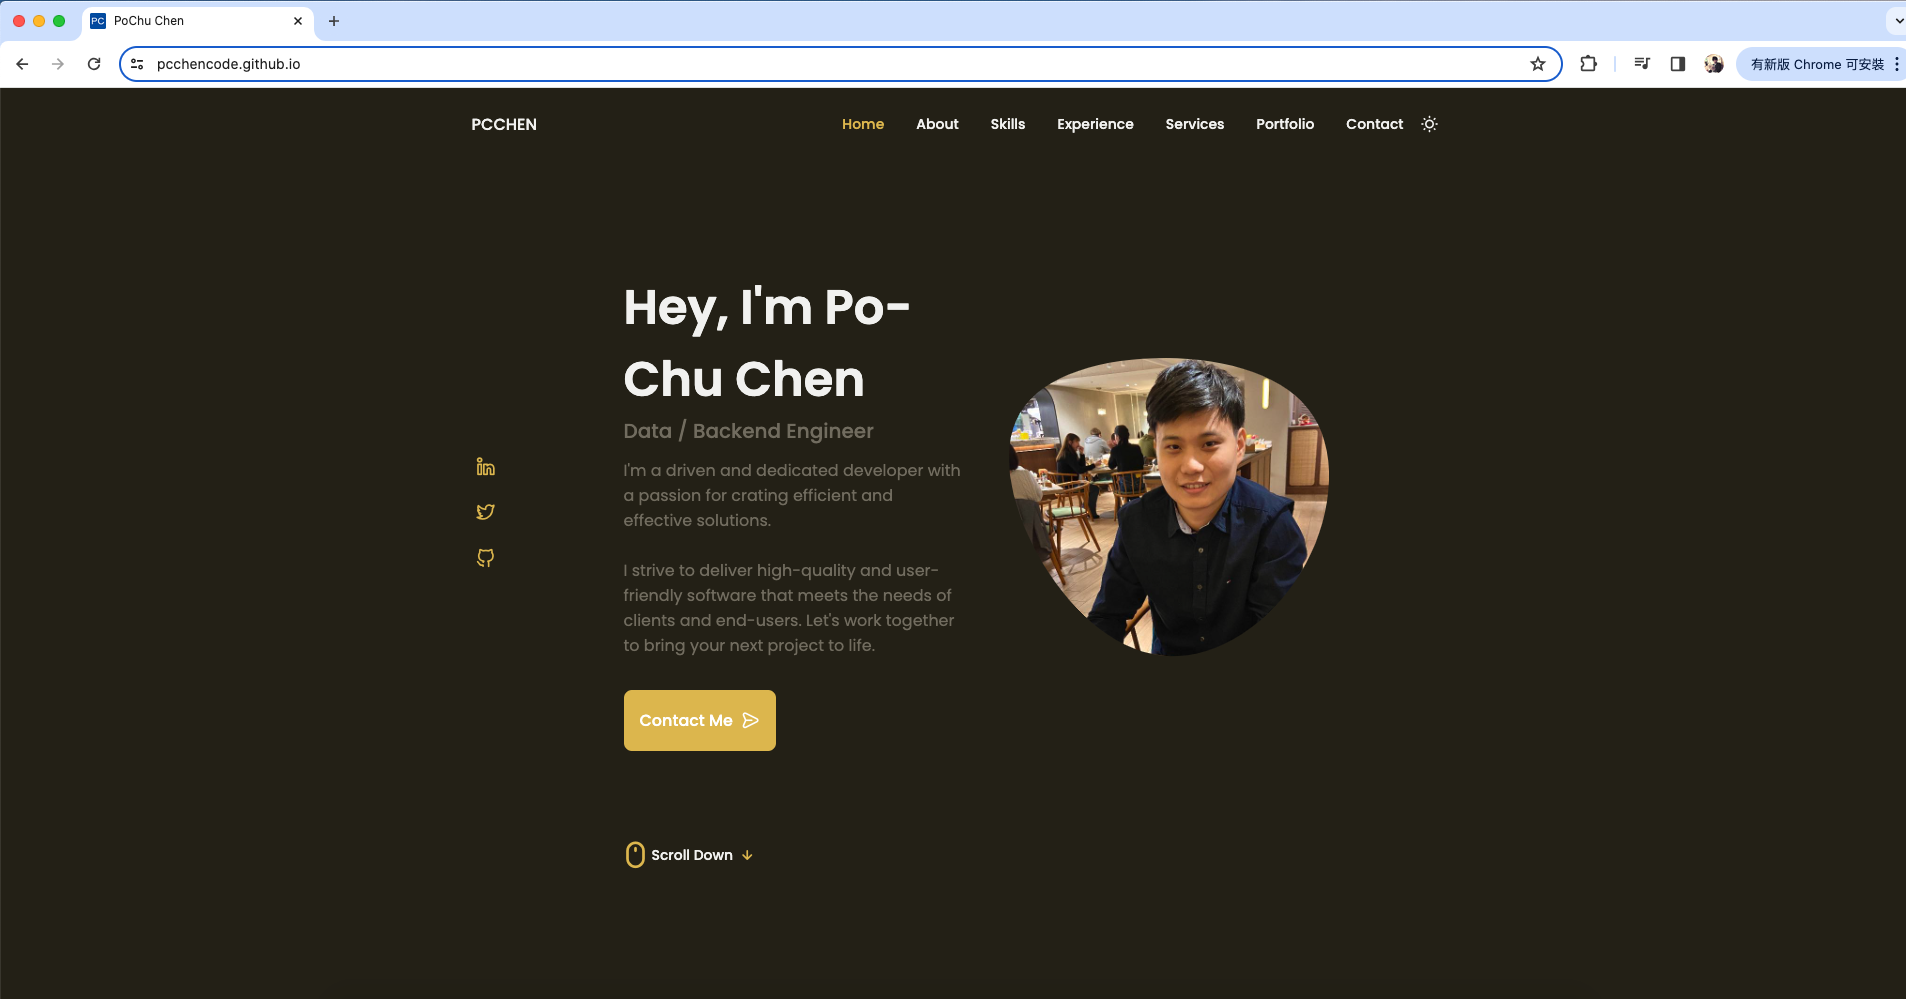 PC PoChu Chen
pcchencode.github.io
有新版 Chrome 可安裝
PCCHEN
Home About Skills Experience Services Portfolio Contact
Hey, I'm Po-
Chu Chen
Data / Backend Engineer
I'm a driven and dedicated developer with
a passion for crating efficient and
effective solutions.
I strive to deliver high-quality and user-
friendly software that meets the needs of
clients and end-users. Let's work together
to bring your next project to life.
Contact Me
Scroll Down